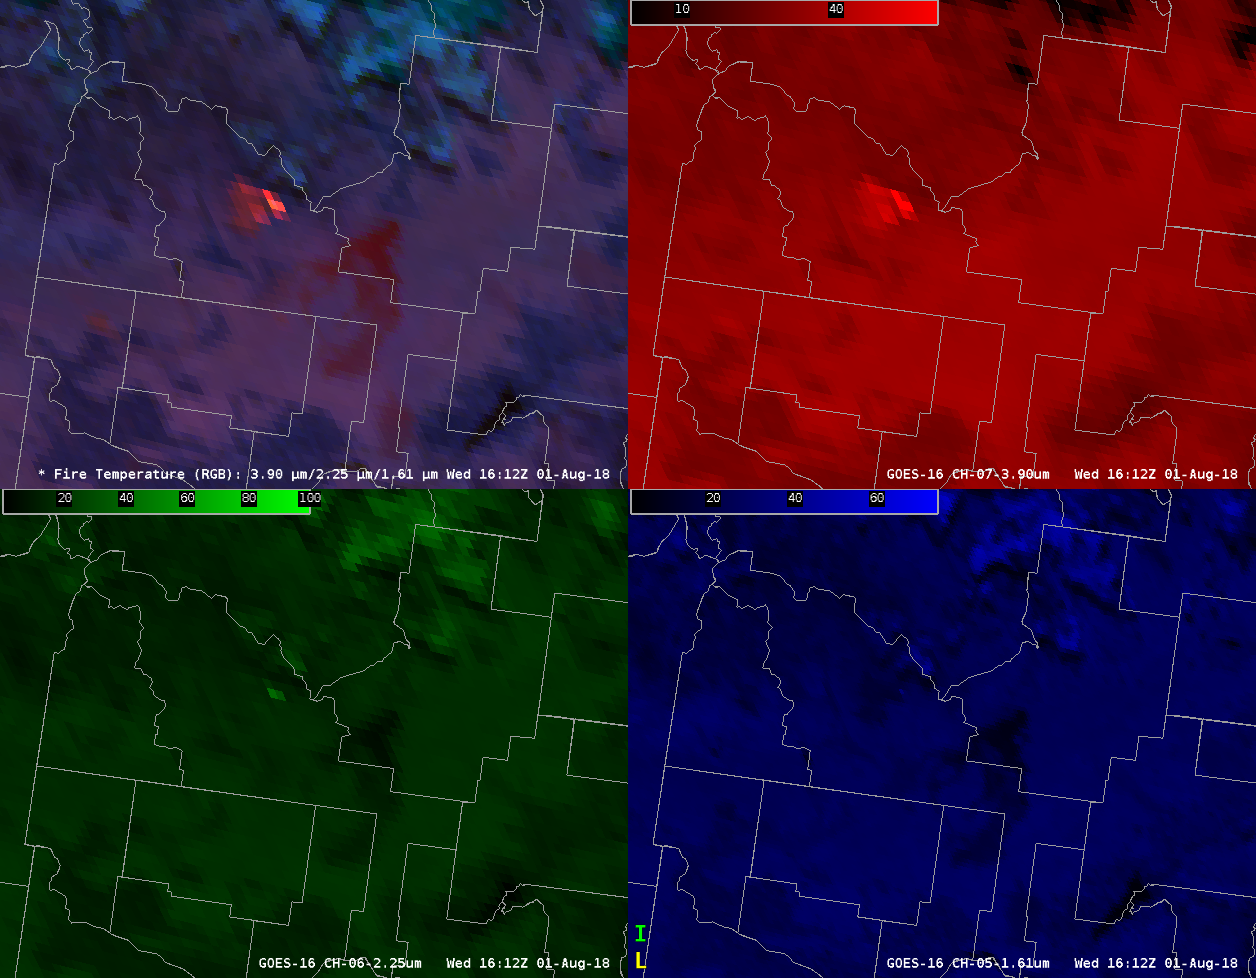 10 40
* Fire Temperature (RGB): 3.90 µm/2.25 µm/1.61 µm Wed 16:12Z 01-Aug-18
GOES-16 CH-07-3.90um Wed 16:12Z 01-Aug-18
20 40 60 80 100
20 40 60
I
L
GOES-16 CH-06-2.25um Wed 16:12Z 01-Aug-18
GOES-16 CH-05-1.61um Wed 16:12Z 01-Aug-18